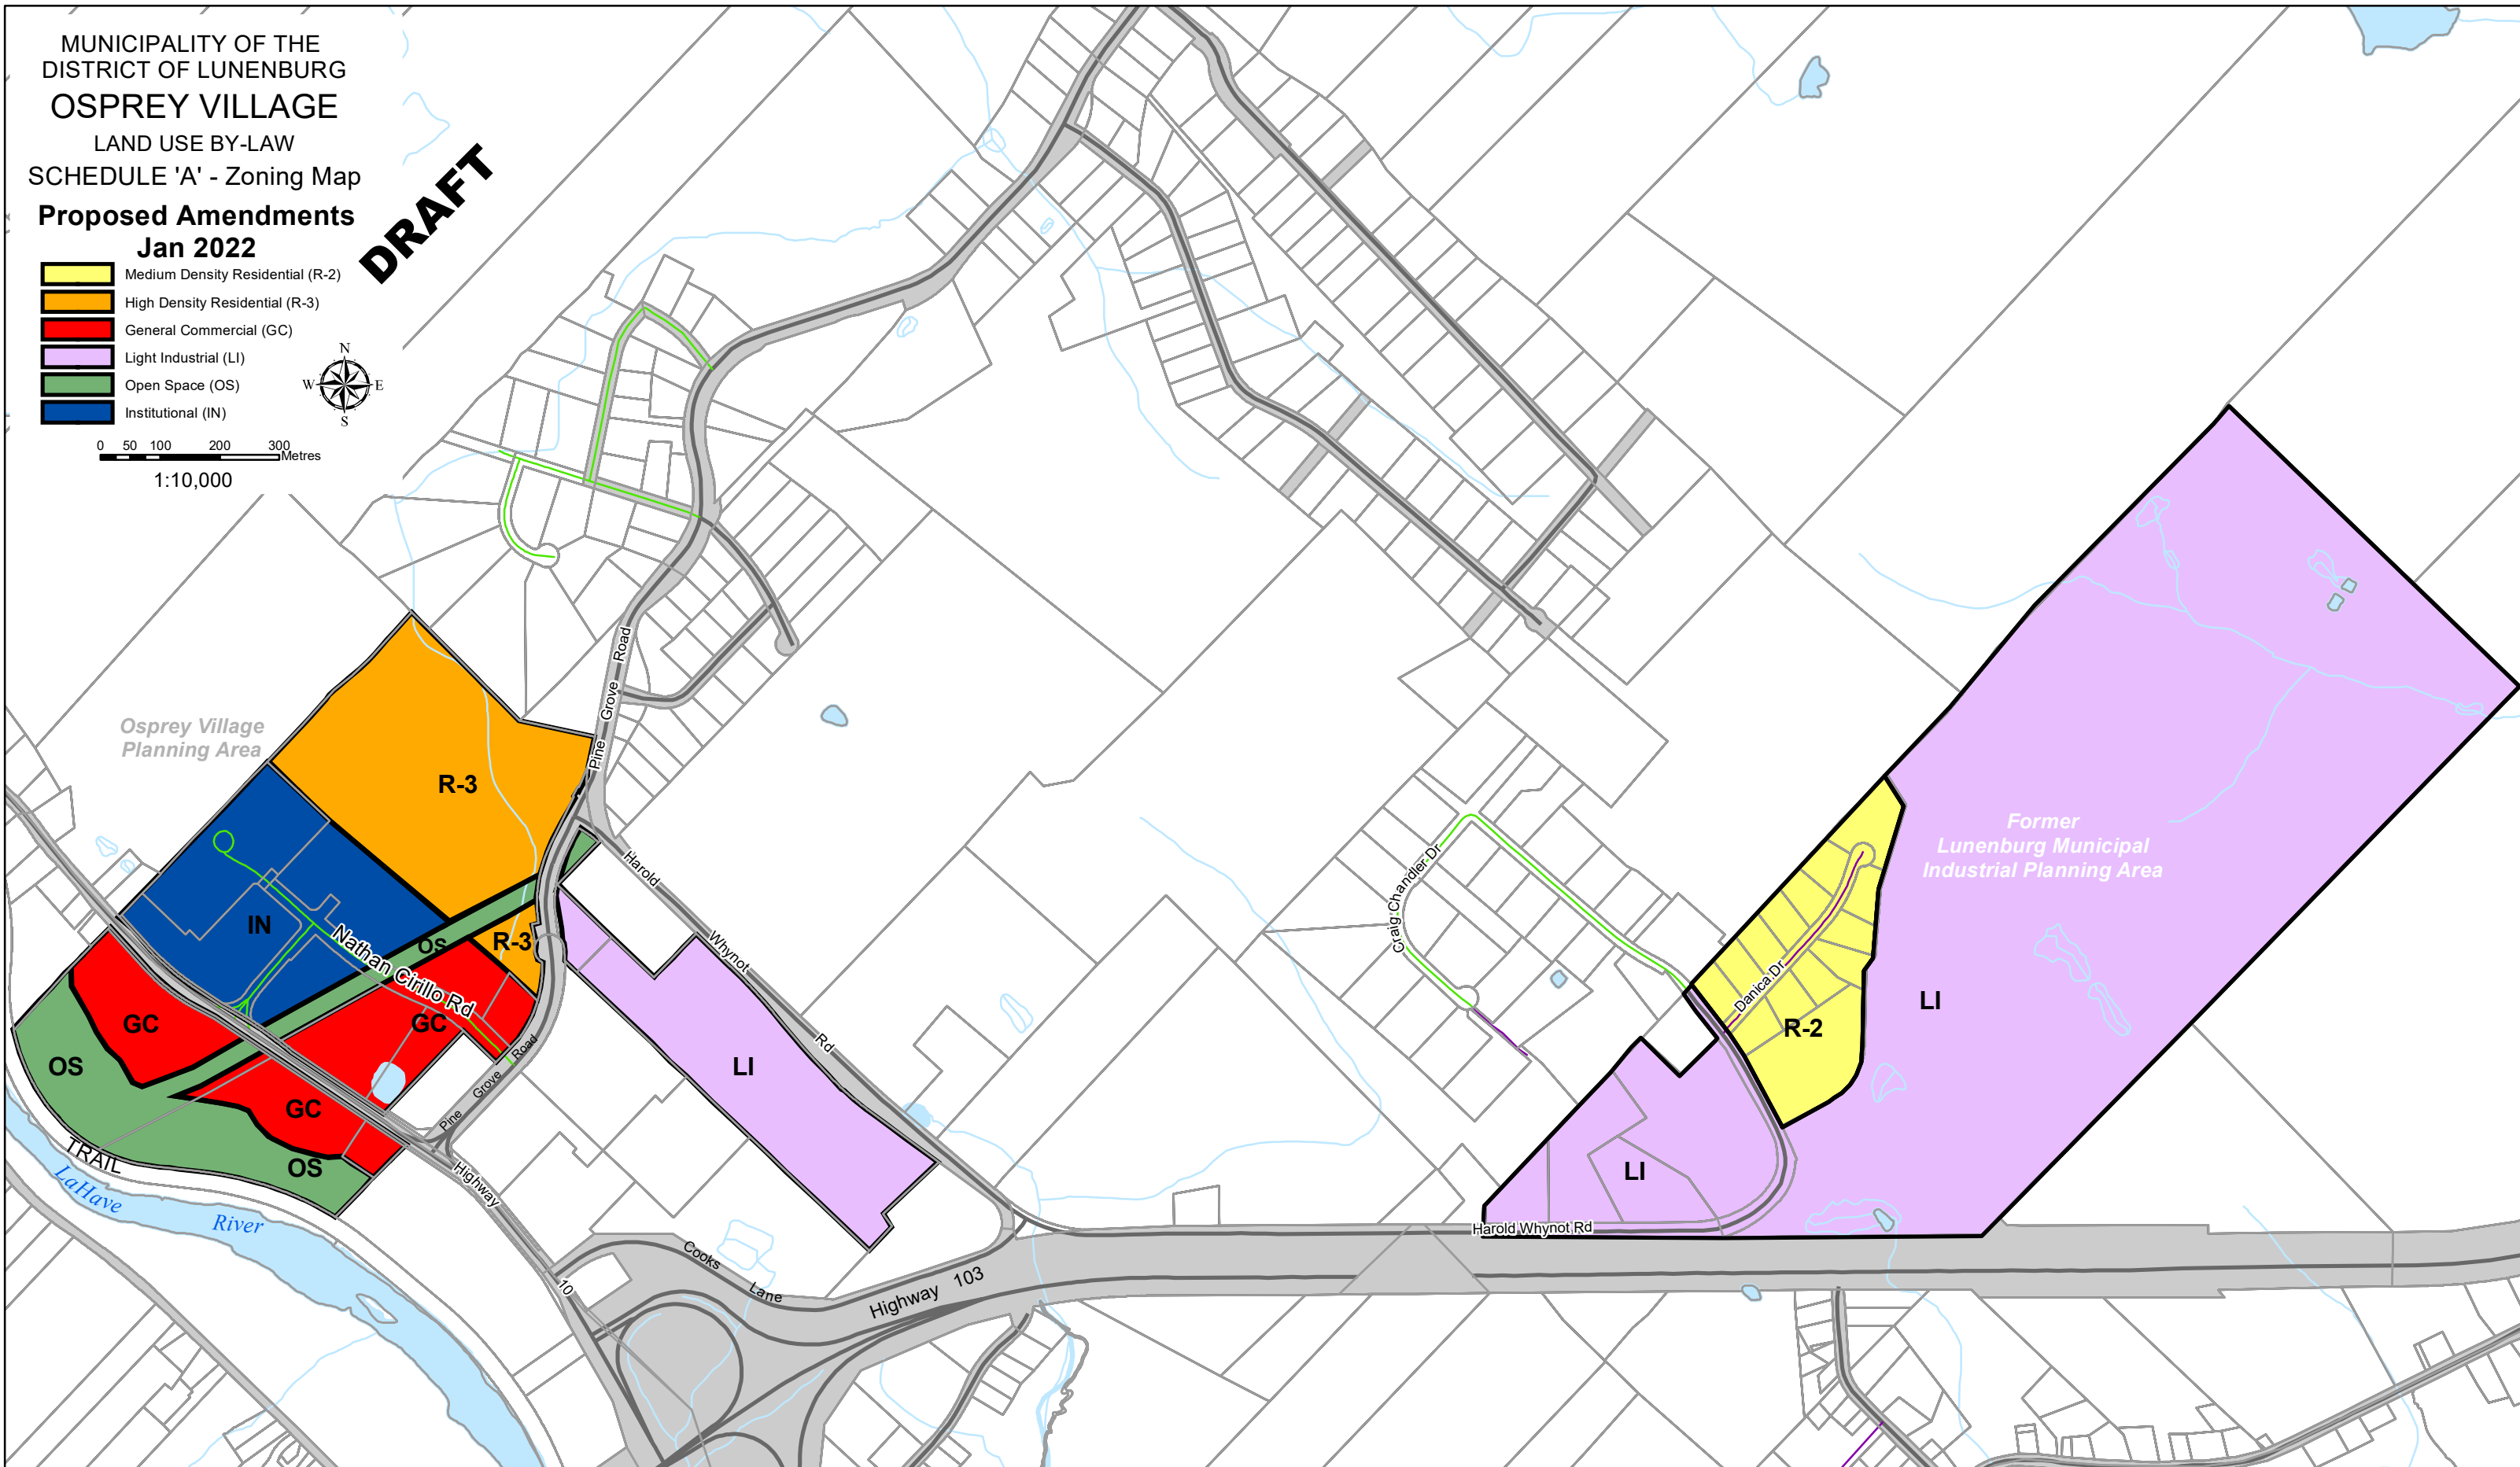 MUNICIPALITY OF THE
DISTRICT OF LUNENBURG
OSPREY VILLAGE
LAND USE BY-LAW
SCHEDULE 'A' - Zoning Map
Proposed Amendments
Jan 2022
DRAFT
Medium Density Residential (R-2)
High Density Residential (R-3)
General Commercial (GC)
Light Industrial (LI)
Open Space (OS)
Institutional (IN)
N
W E
S
0 50 100 200 300
Metres
1:10,000
Osprey Village
Planning Area
R-3
Pine Grove Road
Harold Whynot Rd
IN
Nathan Cirillo Rd
OS
R-3
GC
GC
OS
GC
OS
LI
Pine Grove Road
TRAIL
LaHave River
Highway 10
Cooks Lane
Highway 103
Craig Chandler Dr
Danica Dr
R-2
LI
LI
Harold Whynot Rd
Former
Lunenburg Municipal
Industrial Planning Area